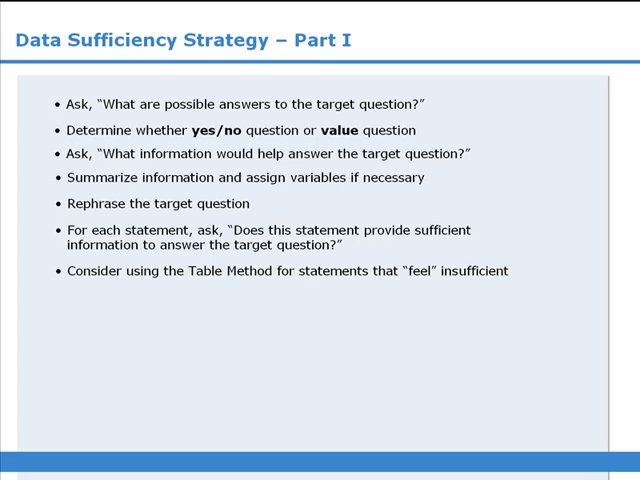 Data Sufficiency Strategy – Part I
• Ask, “What are possible answers to the target question?”
• Determine whether yes/no question or value question
• Ask, “What information would help answer the target question?”
• Summarize information and assign variables if necessary
• Rephrase the target question
• For each statement, ask, “Does this statement provide sufficient
information to answer the target question?”
• Consider using the Table Method for statements that “feel” insufficient